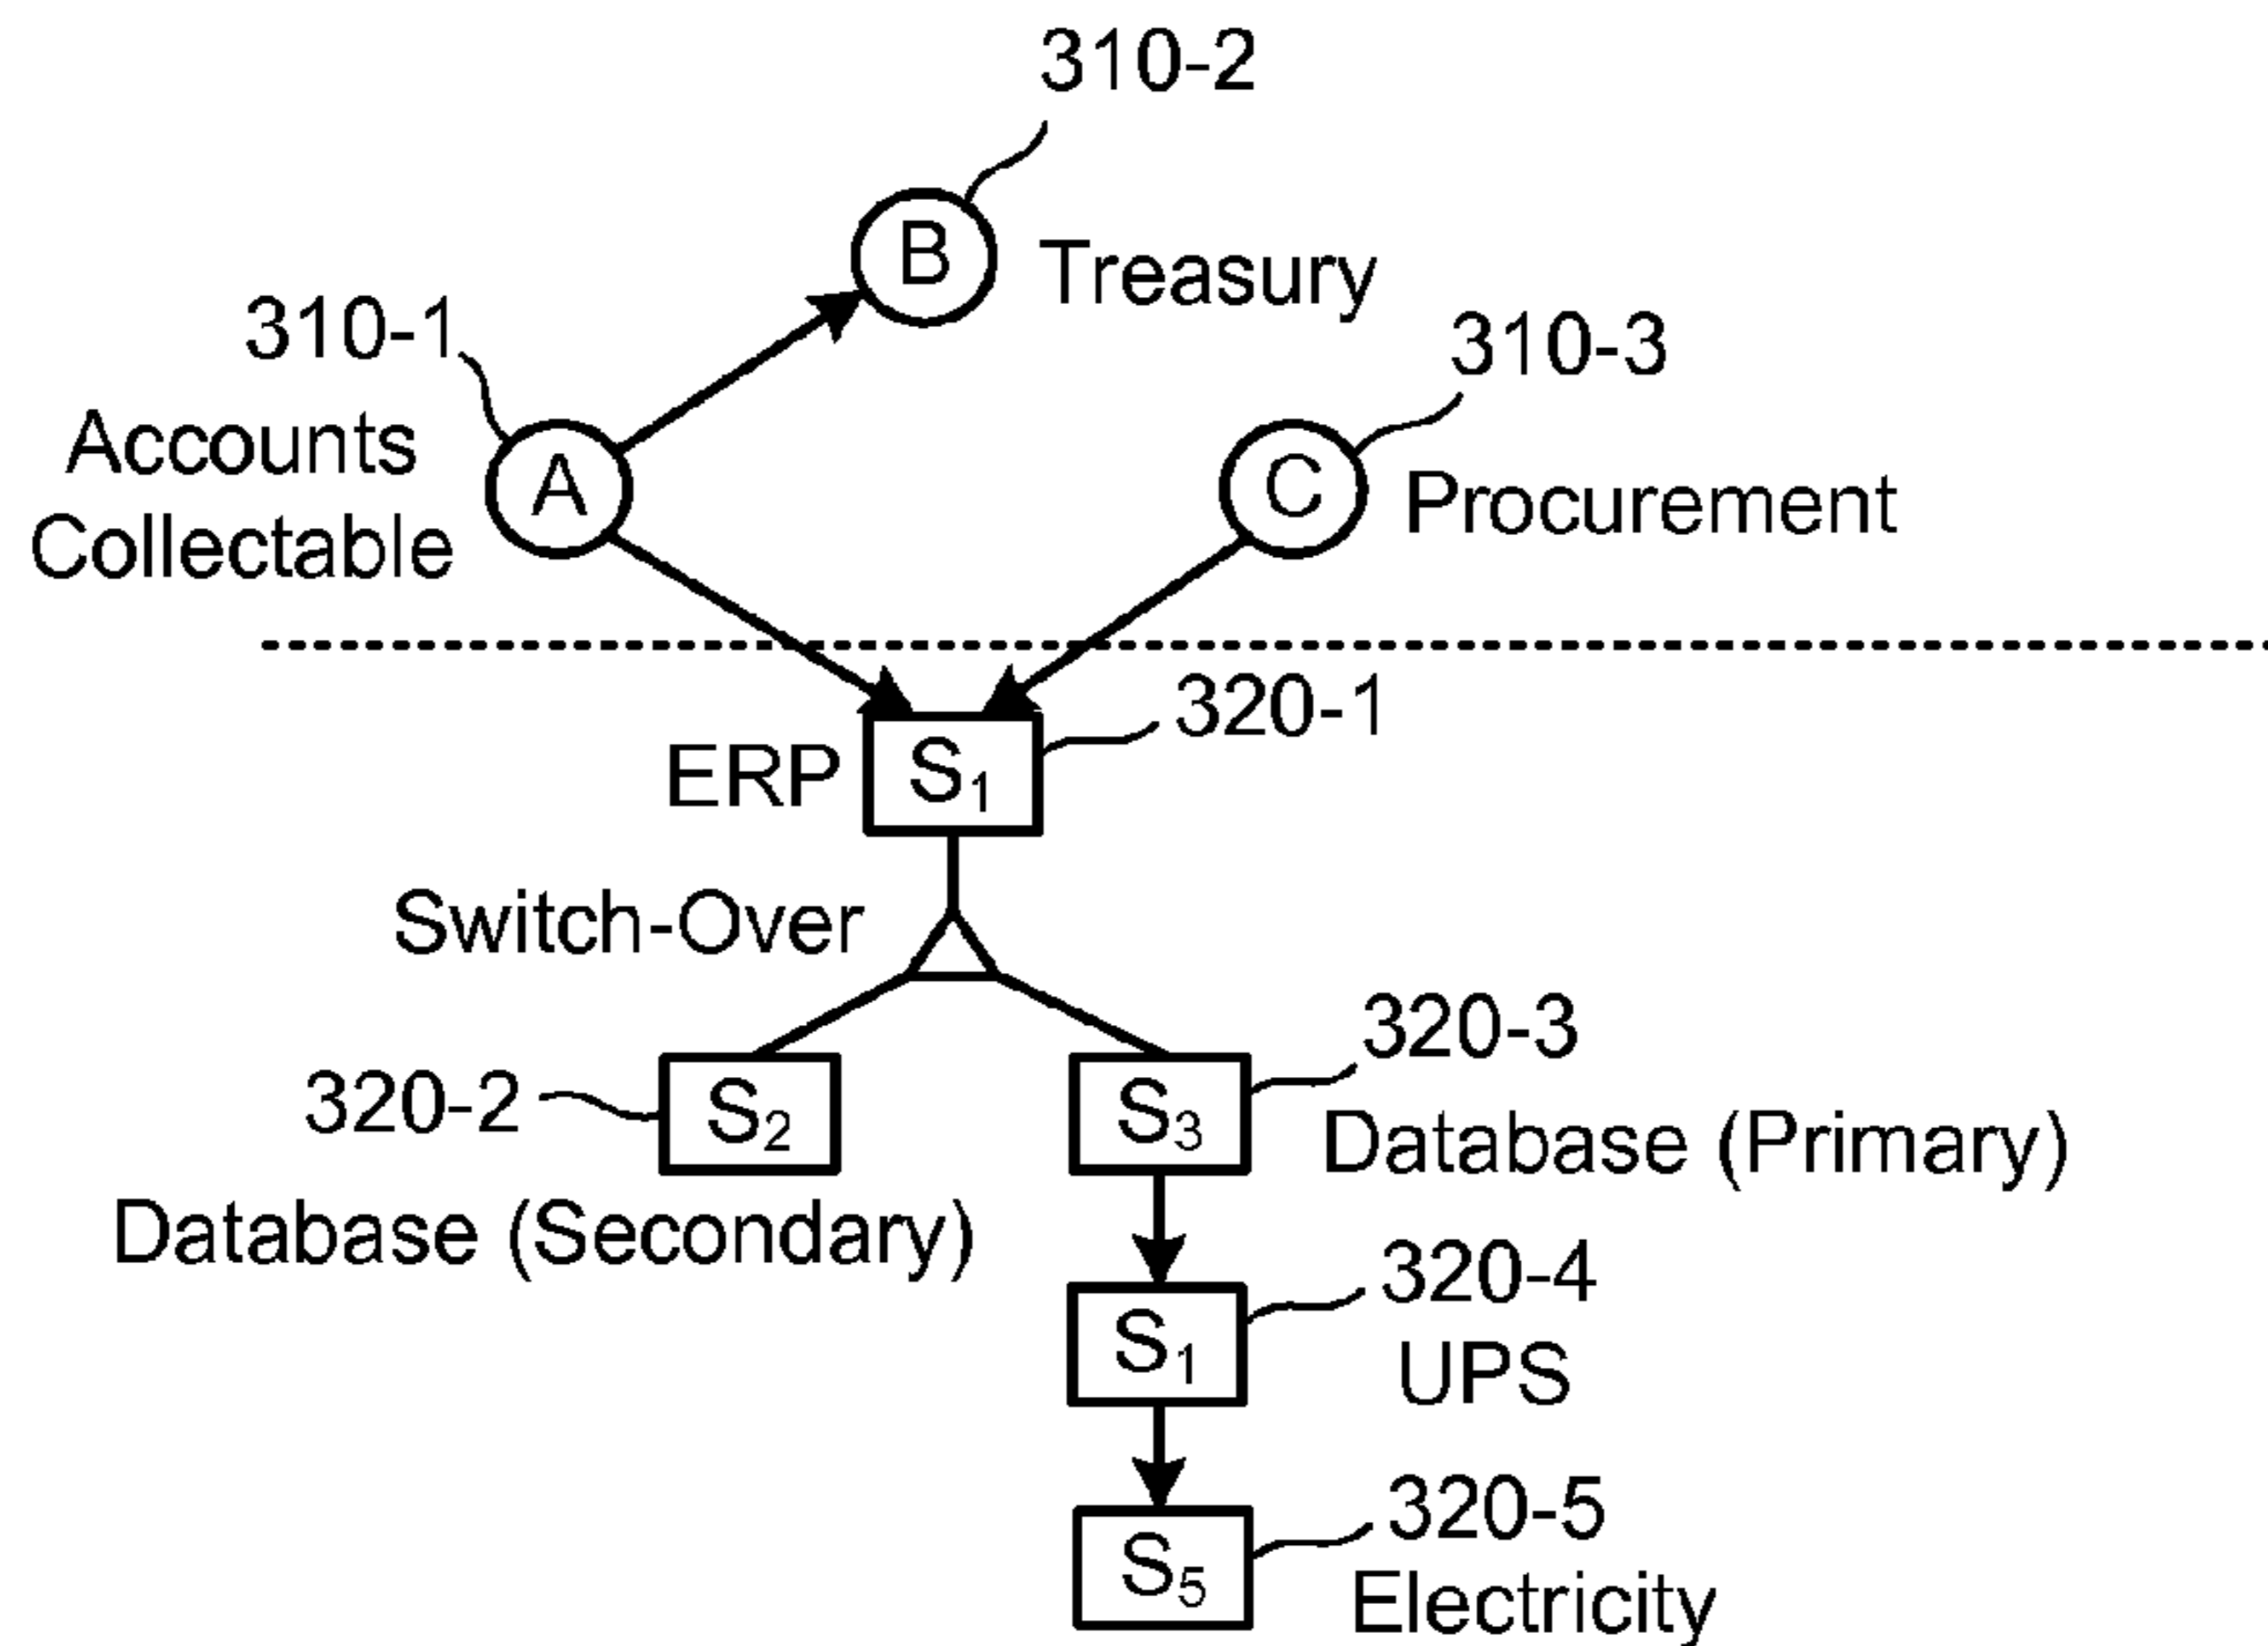 310-2
B
Treasury
310-1
310-3
Accounts
Collectable
A
C
Procurement
320-1
ERP
S₁
Switch-Over
320-3
320-2
S₂
S₃
Database (Primary)
Database (Secondary)
320-4
S₁
UPS
320-5
S₅
Electricity